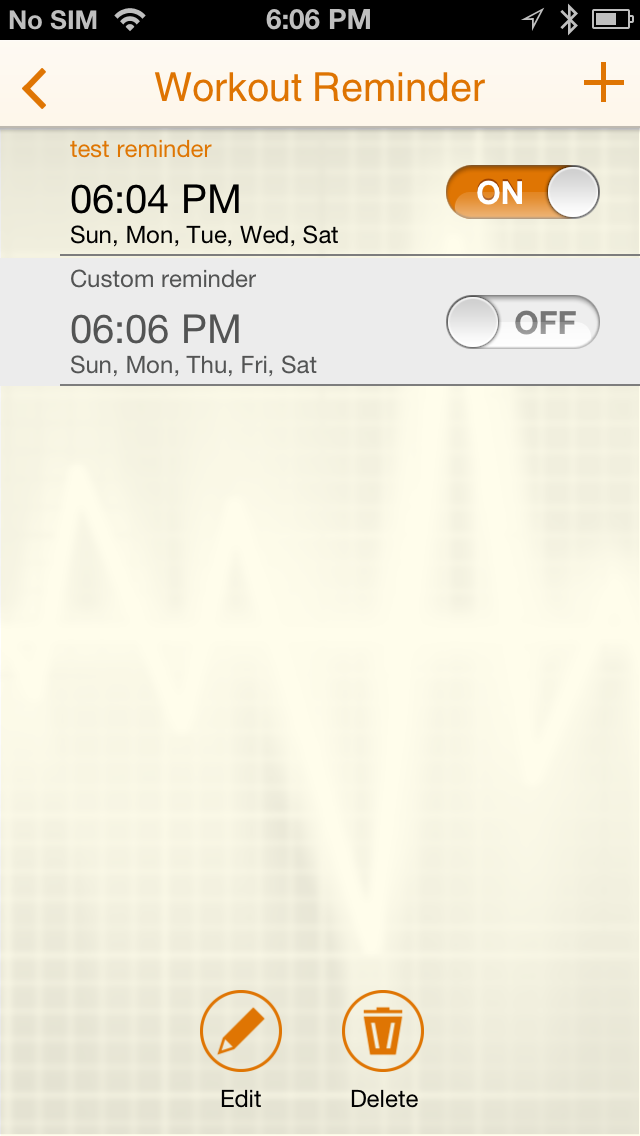 No SIM 6:06 PM
Workout Reminder
test reminder
06:04 PM
ON
Sun, Mon, Tue, Wed, Sat
Custom reminder
06:06 PM
OFF
Sun, Mon, Thu, Fri, Sat
Edit Delete